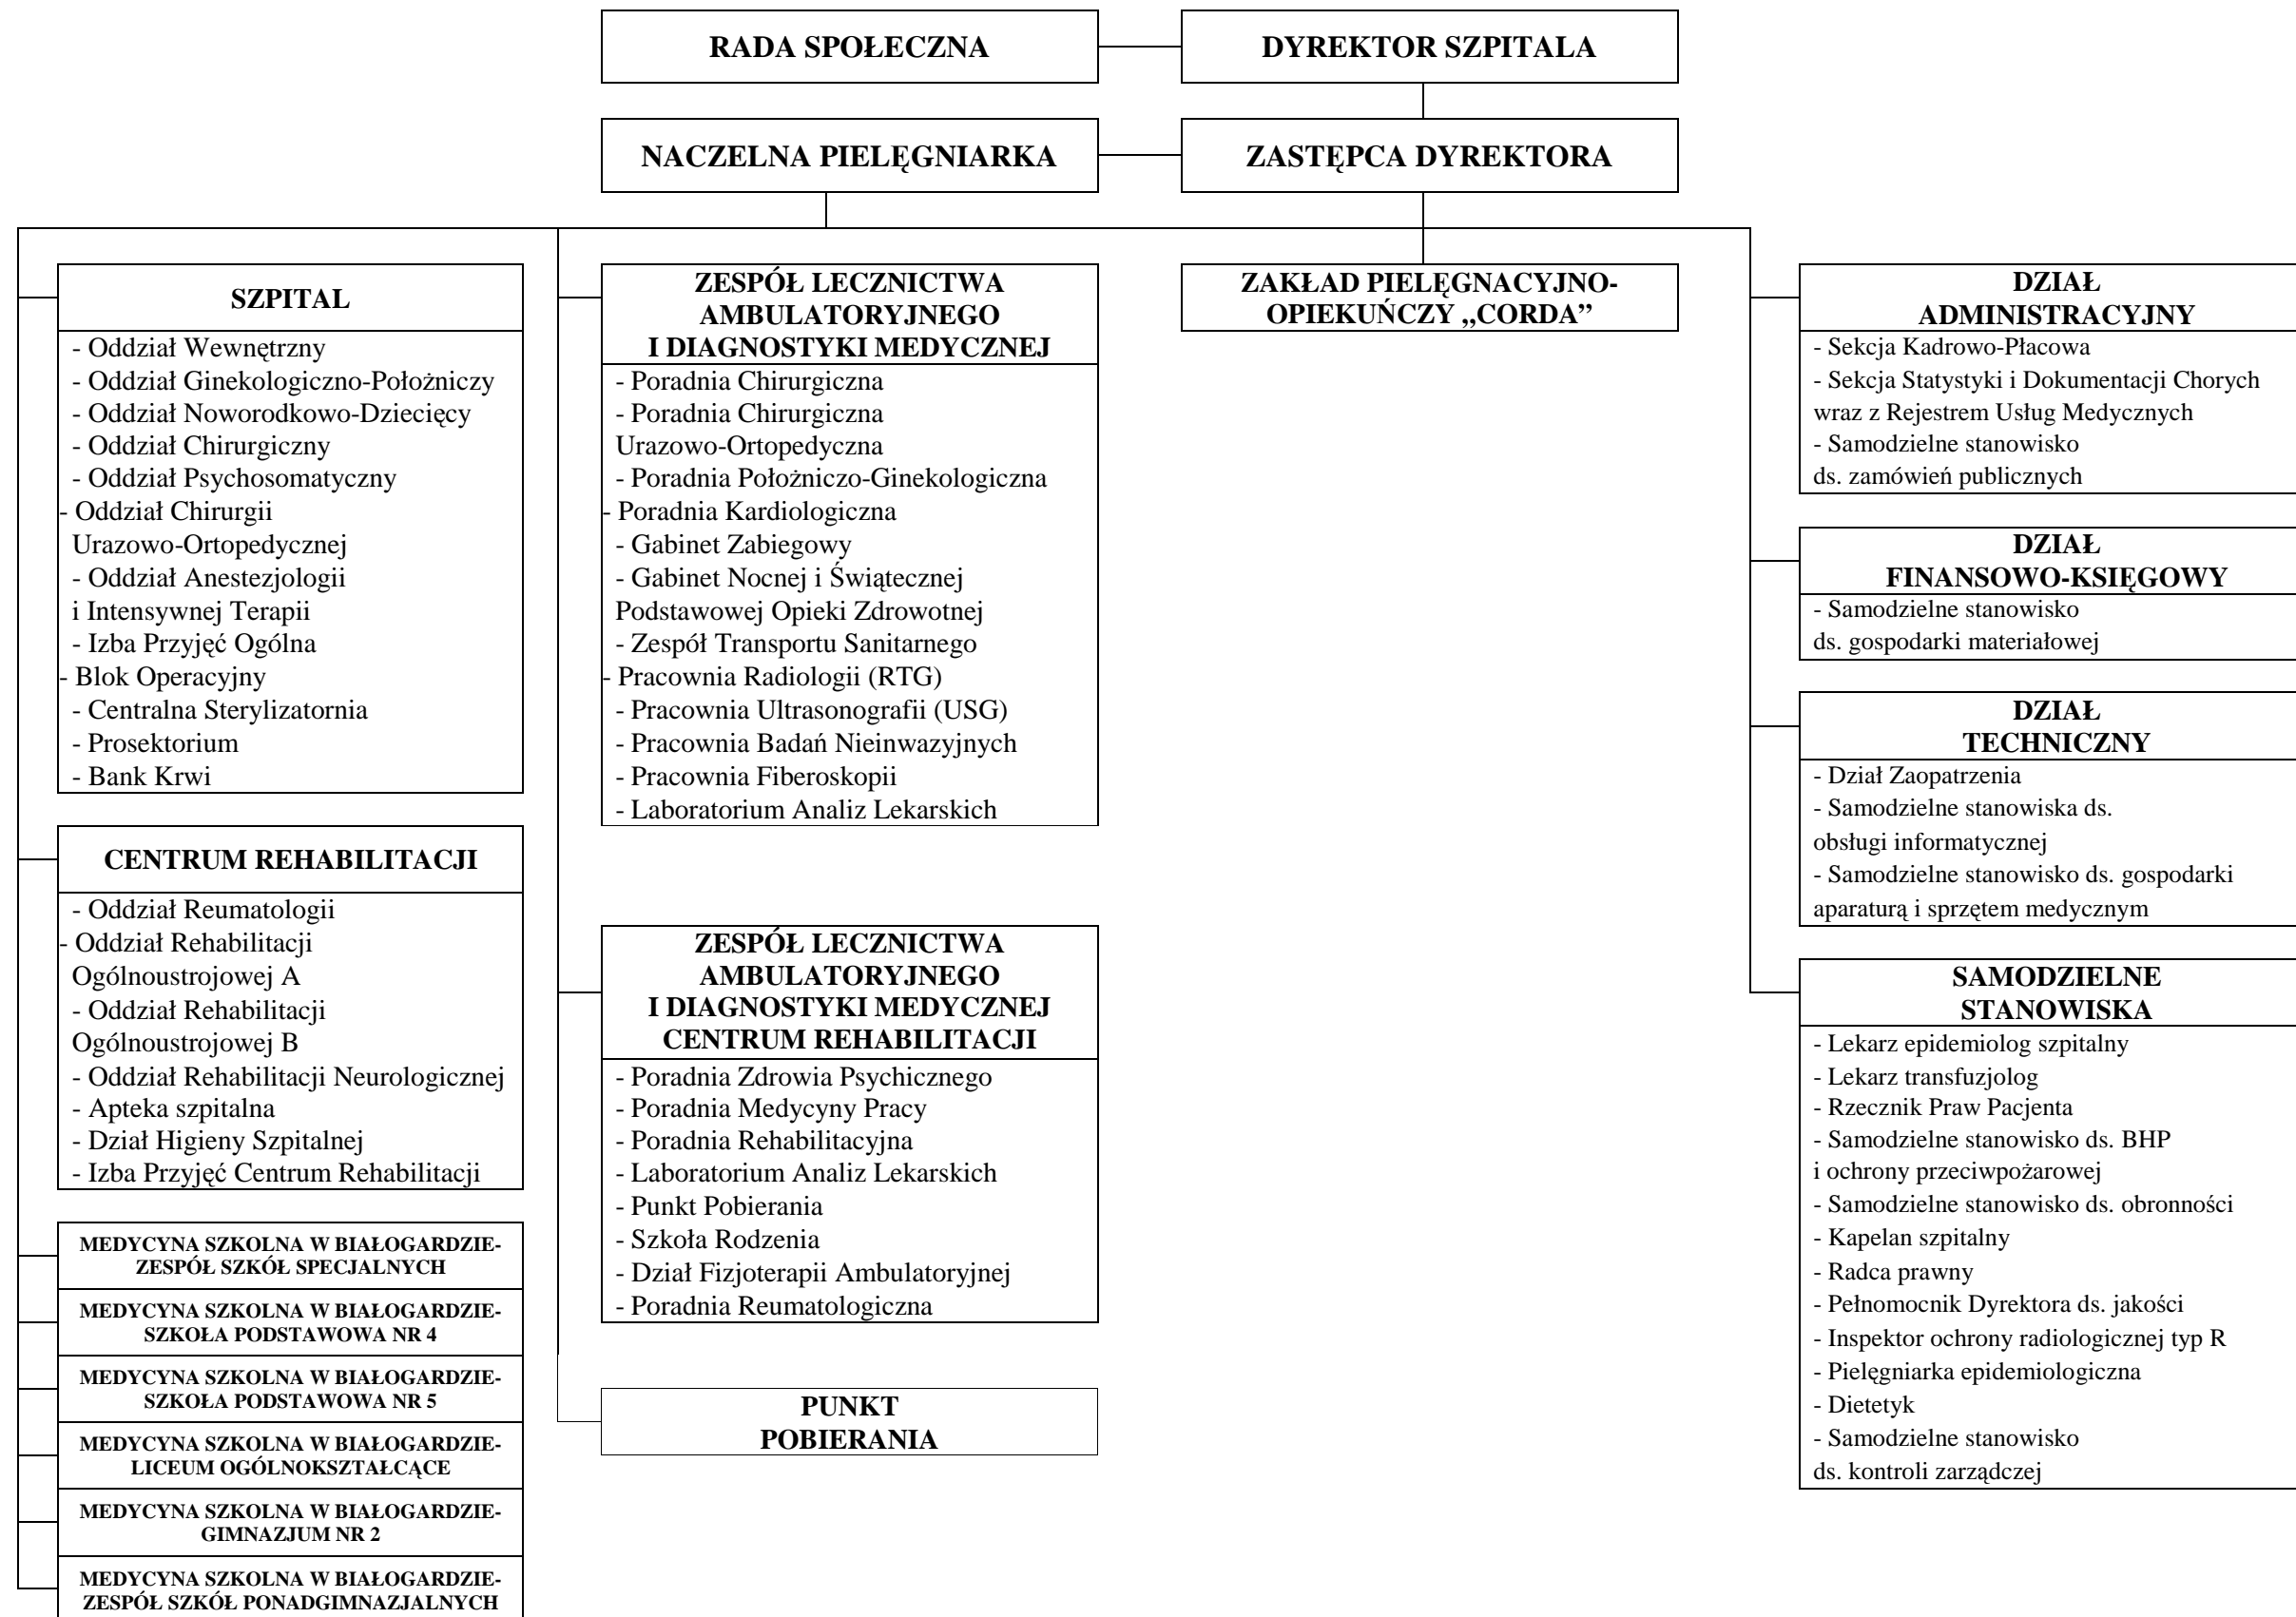 RADA SPOŁECZNA
DYREKTOR SZPITALA
NACZELNA PIELĘGNIARKA
ZASTĘPCA DYREKTORA
SZPITAL
- Oddział Wewnętrzny
- Oddział Ginekologiczno-Położniczy
- Oddział Noworodkowo-Dziecięcy
- Oddział Chirurgiczny
- Oddział Psychosomatyczny
- Oddział Chirurgii
Urazowo-Ortopedycznej
- Oddział Anestezjologii
i Intensywnej Terapii
- Izba Przyjęć Ogólna
- Blok Operacyjny
- Centralna Sterylizatornia
- Prosektorium
- Bank Krwi
CENTRUM REHABILITACJI
- Oddział Reumatologii
- Oddział Rehabilitacji
Ogólnoustrojowej A
- Oddział Rehabilitacji
Ogólnoustrojowej B
- Oddział Rehabilitacji Neurologicznej
- Apteka szpitalna
- Dział Higieny Szpitalnej
- Izba Przyjęć Centrum Rehabilitacji
MEDYCYNA SZKOLNA W BIAŁOGARDZIE-
ZESPÓŁ SZKÓŁ SPECJALNYCH
MEDYCYNA SZKOLNA W BIAŁOGARDZIE-
SZKOŁA PODSTAWOWA NR 4
MEDYCYNA SZKOLNA W BIAŁOGARDZIE-
SZKOŁA PODSTAWOWA NR 5
MEDYCYNA SZKOLNA W BIAŁOGARDZIE-
LICEUM OGÓLNOKSZTAŁCĄCE
MEDYCYNA SZKOLNA W BIAŁOGARDZIE-
GIMNAZJUM NR 2
MEDYCYNA SZKOLNA W BIAŁOGARDZIE-
ZESPÓŁ SZKÓŁ PONADGIMNAZJALNYCH
ZESPÓŁ LECZNICTWA
AMBULATORYJNEGO
I DIAGNOSTYKI MEDYCZNEJ
- Poradnia Chirurgiczna
- Poradnia Chirurgiczna
Urazowo-Ortopedyczna
- Poradnia Położniczo-Ginekologiczna
- Poradnia Kardiologiczna
- Gabinet Zabiegowy
- Gabinet Nocnej i Świątecznej
Podstawowej Opieki Zdrowotnej
- Zespół Transportu Sanitarnego
- Pracownia Radiologii (RTG)
- Pracownia Ultrasonografii (USG)
- Pracownia Badań Nieinwazyjnych
- Pracownia Fiberoskopii
- Laboratorium Analiz Lekarskich
ZESPÓŁ LECZNICTWA
AMBULATORYJNEGO
I DIAGNOSTYKI MEDYCZNEJ
CENTRUM REHABILITACJI
- Poradnia Zdrowia Psychicznego
- Poradnia Medycyny Pracy
- Poradnia Rehabilitacyjna
- Laboratorium Analiz Lekarskich
- Punkt Pobierania
- Szkoła Rodzenia
- Dział Fizjoterapii Ambulatoryjnej
- Poradnia Reumatologiczna
PUNKT
POBIERANIA
ZAKŁAD PIELĘGNACYJNO-
OPIEKUŃCZY „CORDA”
DZIAŁ
ADMINISTRACYJNY
- Sekcja Kadrowo-Płacowa
- Sekcja Statystyki i Dokumentacji Chorych
wraz z Rejestrem Usług Medycznych
- Samodzielne stanowisko
ds. zamówień publicznych
DZIAŁ
FINANSOWO-KSIĘGOWY
- Samodzielne stanowisko
ds. gospodarki materiałowej
DZIAŁ
TECHNICZNY
- Dział Zaopatrzenia
- Samodzielne stanowiska ds.
obsługi informatycznej
- Samodzielne stanowisko ds. gospodarki
aparaturą i sprzętem medycznym
SAMODZIELNE
STANOWISKA
- Lekarz epidemiolog szpitalny
- Lekarz transfuzjolog
- Rzecznik Praw Pacjenta
- Samodzielne stanowisko ds. BHP
i ochrony przeciwpożarowej
- Samodzielne stanowisko ds. obronności
- Kapelan szpitalny
- Radca prawny
- Pełnomocnik Dyrektora ds. jakości
- Inspektor ochrony radiologicznej typ R
- Pielęgniarka epidemiologiczna
- Dietetyk
- Samodzielne stanowisko
ds. kontroli zarządczej